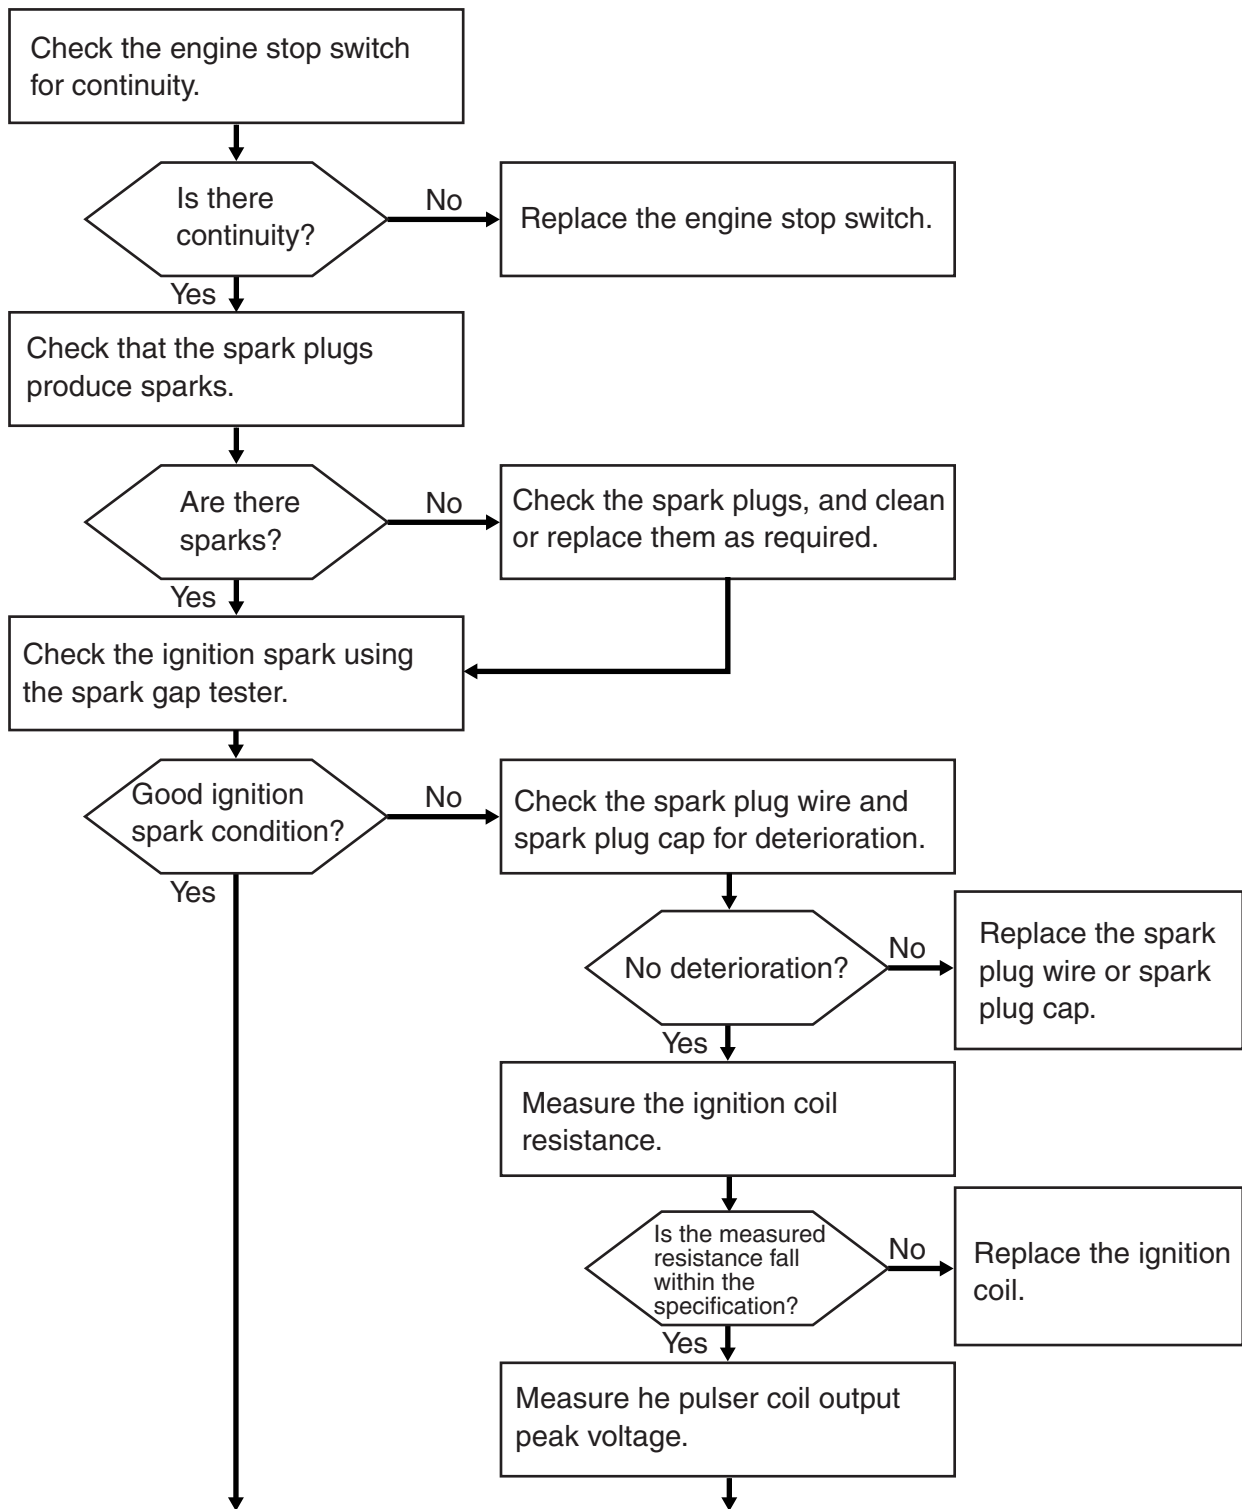 Check the engine stop switch
for continuity.
Is there
continuity?
No
Replace the engine stop switch.
Yes
Check that the spark plugs
produce sparks.
Are there
sparks?
No
Check the spark plugs, and clean
or replace them as required.
Yes
Check the ignition spark using
the spark gap tester.
Good ignition
spark condition?
No
Check the spark plug wire and
spark plug cap for deterioration.
Yes
No deterioration?
No
Replace the spark
plug wire or spark
plug cap.
Yes
Measure the ignition coil
resistance.
Is the measured
resistance fall
within the
specification?
No
Replace the ignition
coil.
Yes
Measure he pulser coil output
peak voltage.